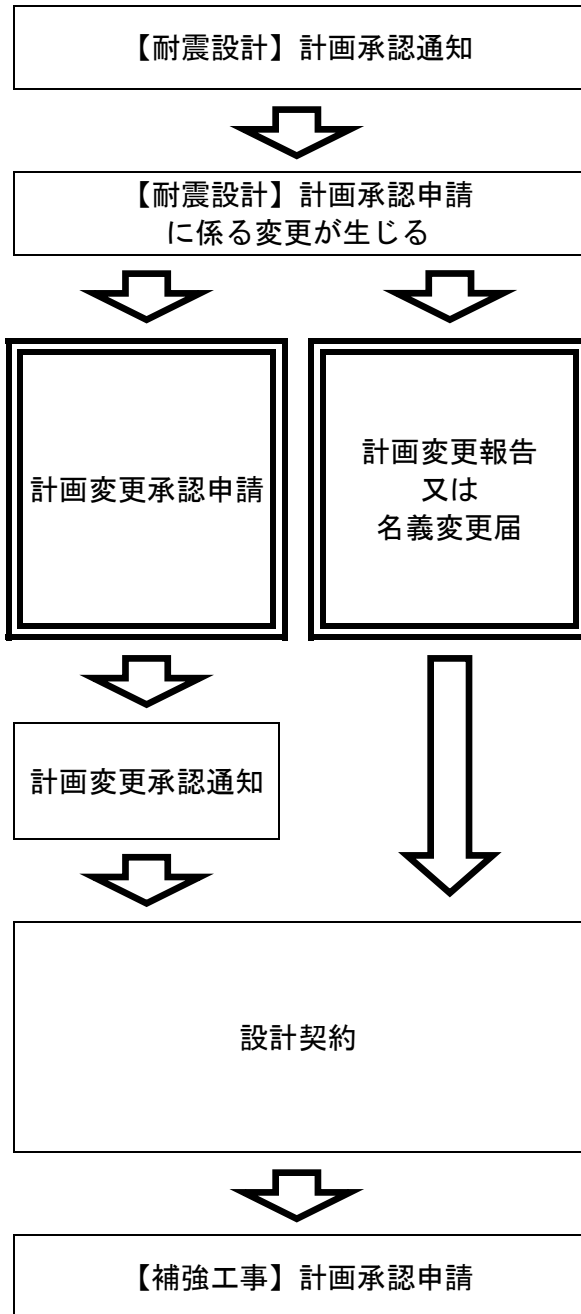 【耐震設計】計画承認通知
【耐震設計】計画承認申請
に係る変更が生じる
計画変更承認申請
計画変更報告
又は
名義変更届
計画変更承認通知
設計契約
【補強工事】計画承認申請